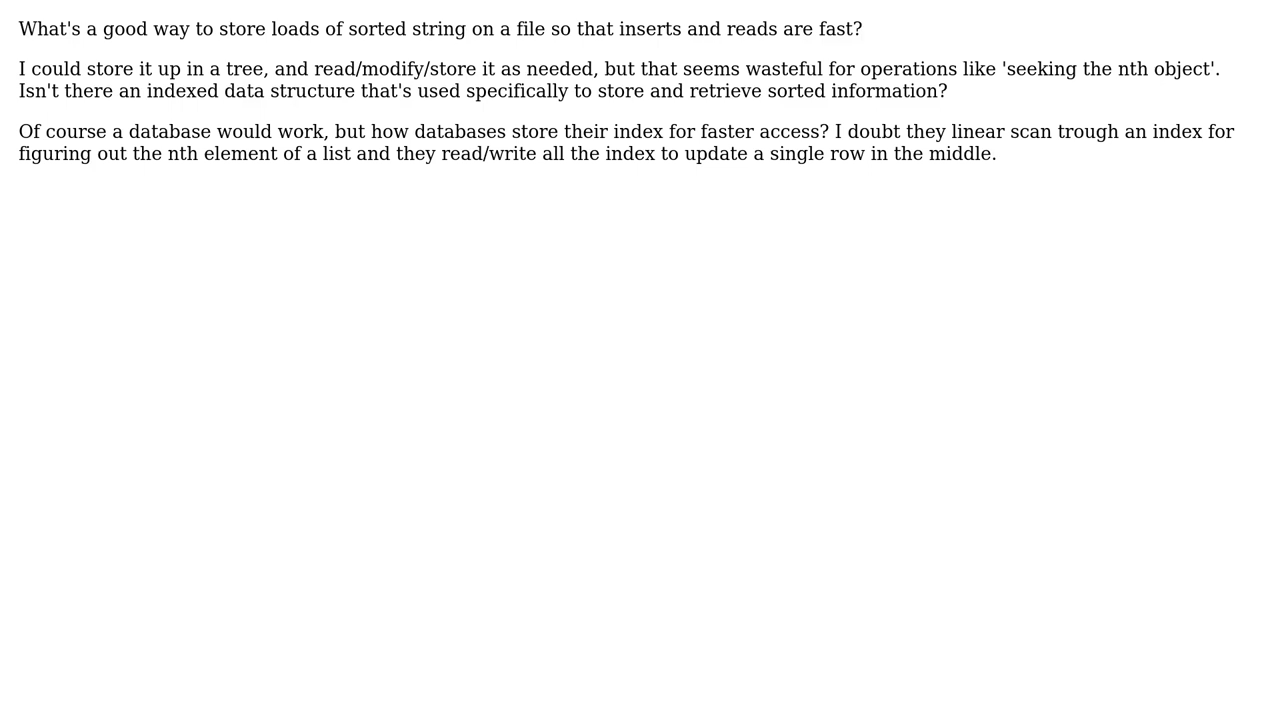 What's a good way to store loads of sorted string on a file so that inserts and reads are fast?
I could store it up in a tree, and read/modify/store it as needed, but that seems wasteful for operations like 'seeking the nth object'.
Isn't there an indexed data structure that's used specifically to store and retrieve sorted information?
Of course a database would work, but how databases store their index for faster access? I doubt they linear scan trough an index for
figuring out the nth element of a list and they read/write all the index to update a single row in the middle.